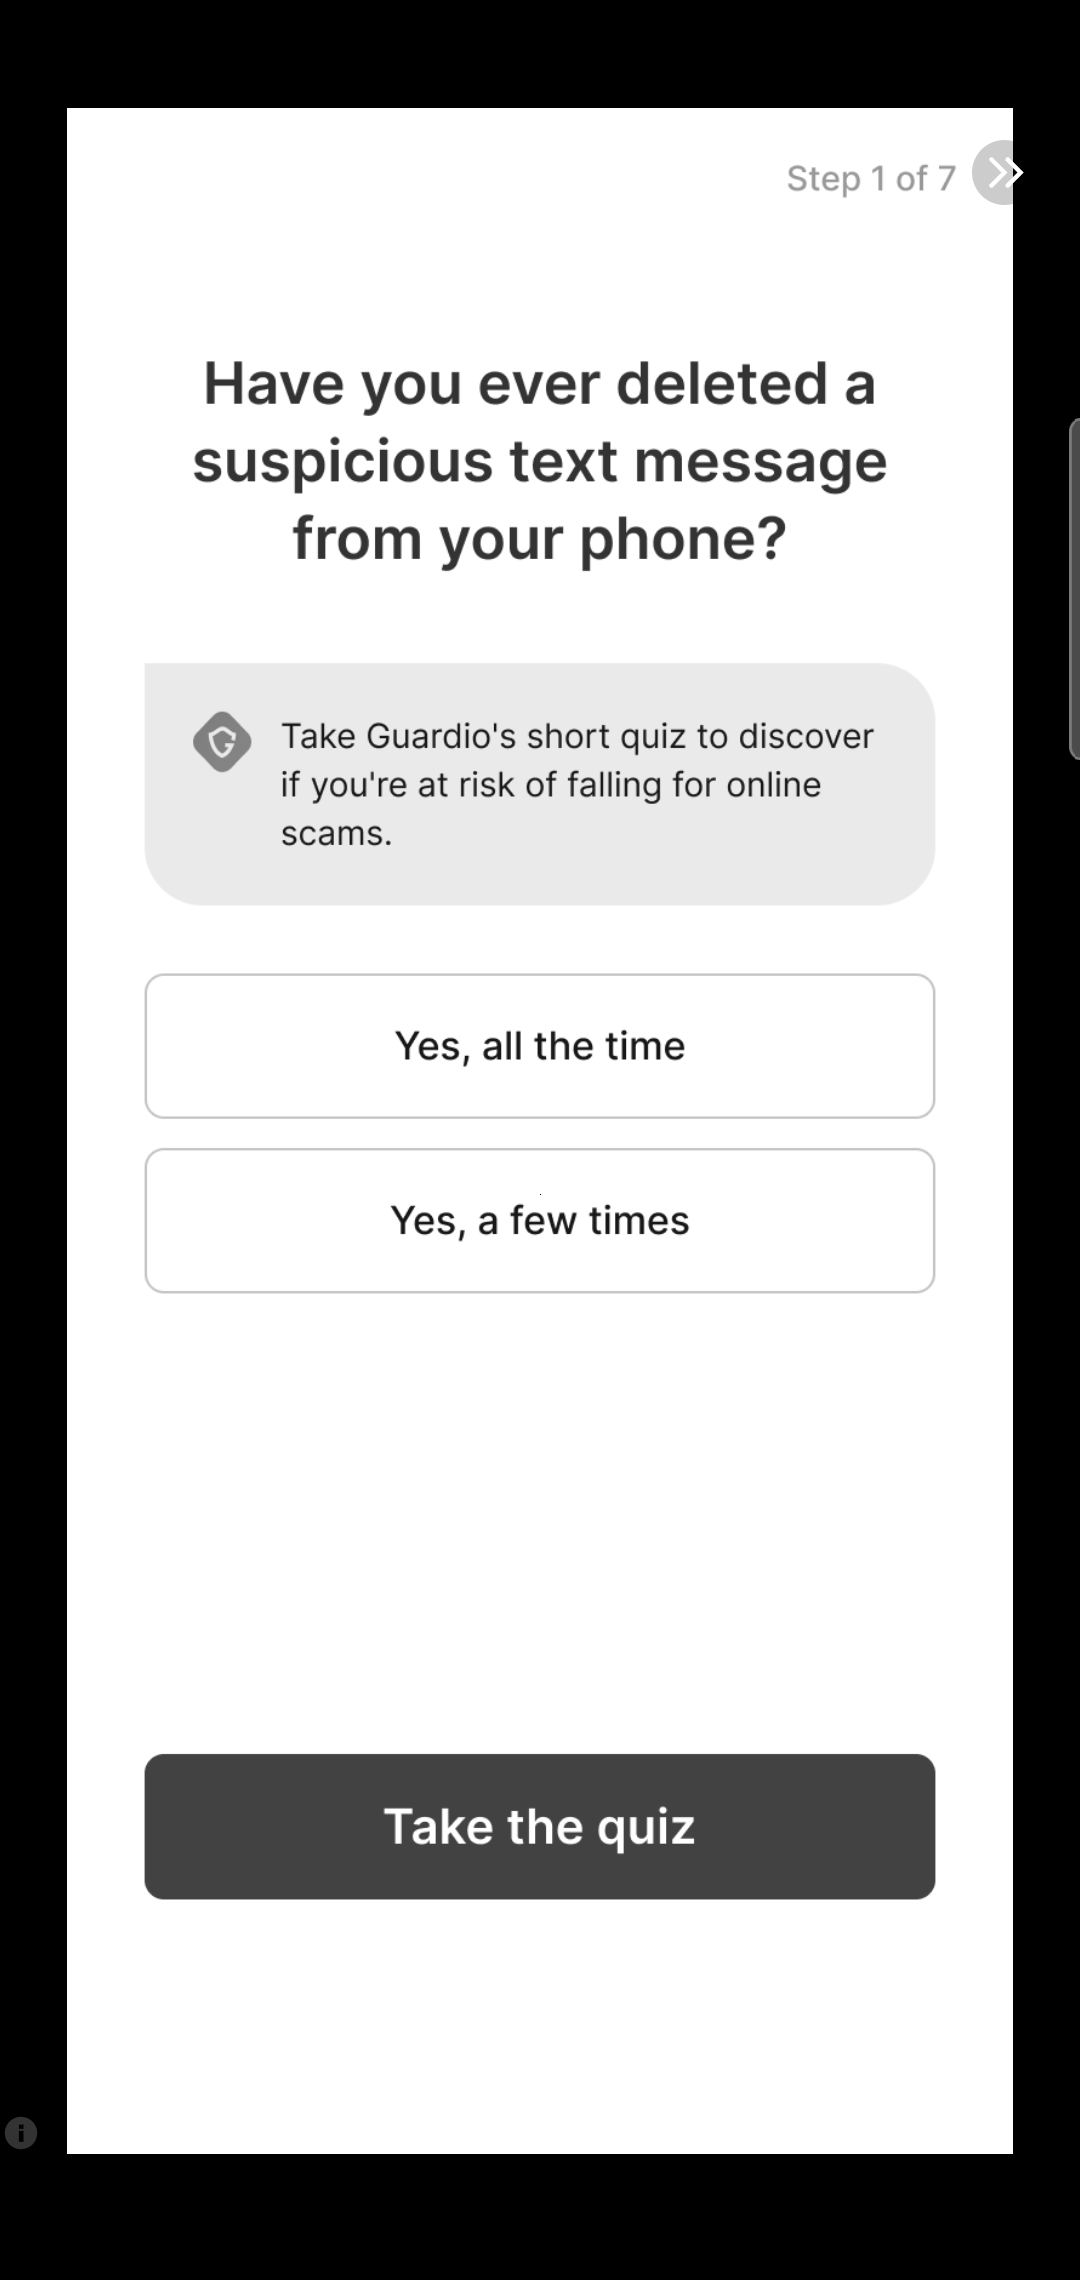 Step 1 of 7
Have you ever deleted a
suspicious text message
from your phone?
Take Guardio's short quiz to discover
if you're at risk of falling for online
scams.
Yes, all the time
Yes, a few times
Take the quiz